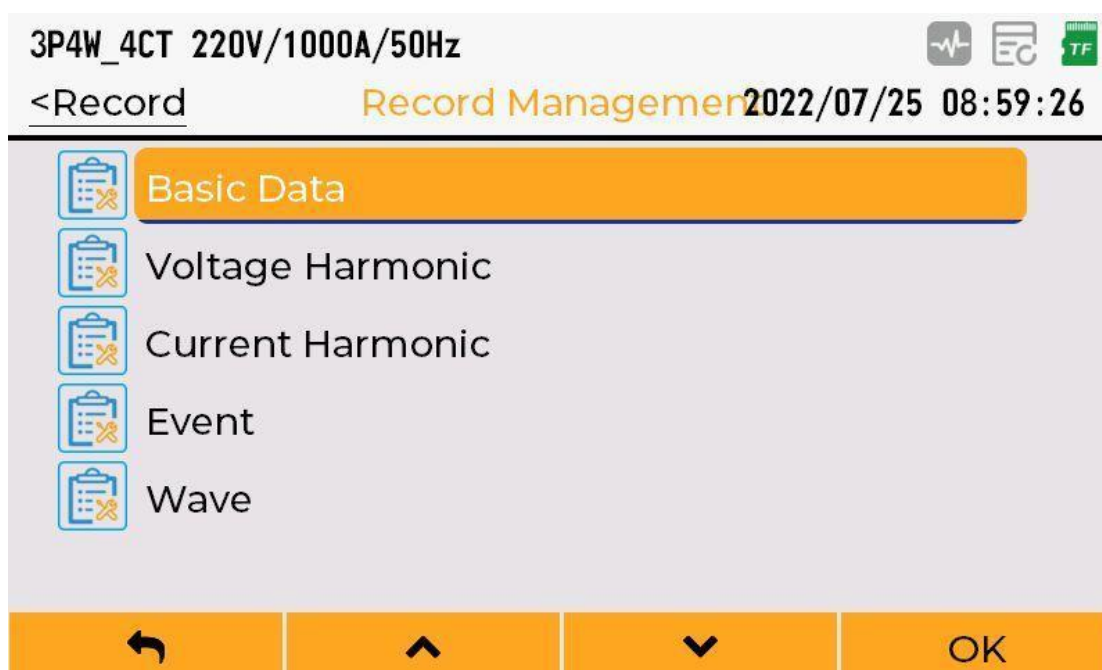 3P4W_4CT 220V/1000A/50Hz
TF
<Record
Record Managemen
2022/07/25 08:59:26
Basic Data
Voltage Harmonic
Current Harmonic
Event
Wave
OK